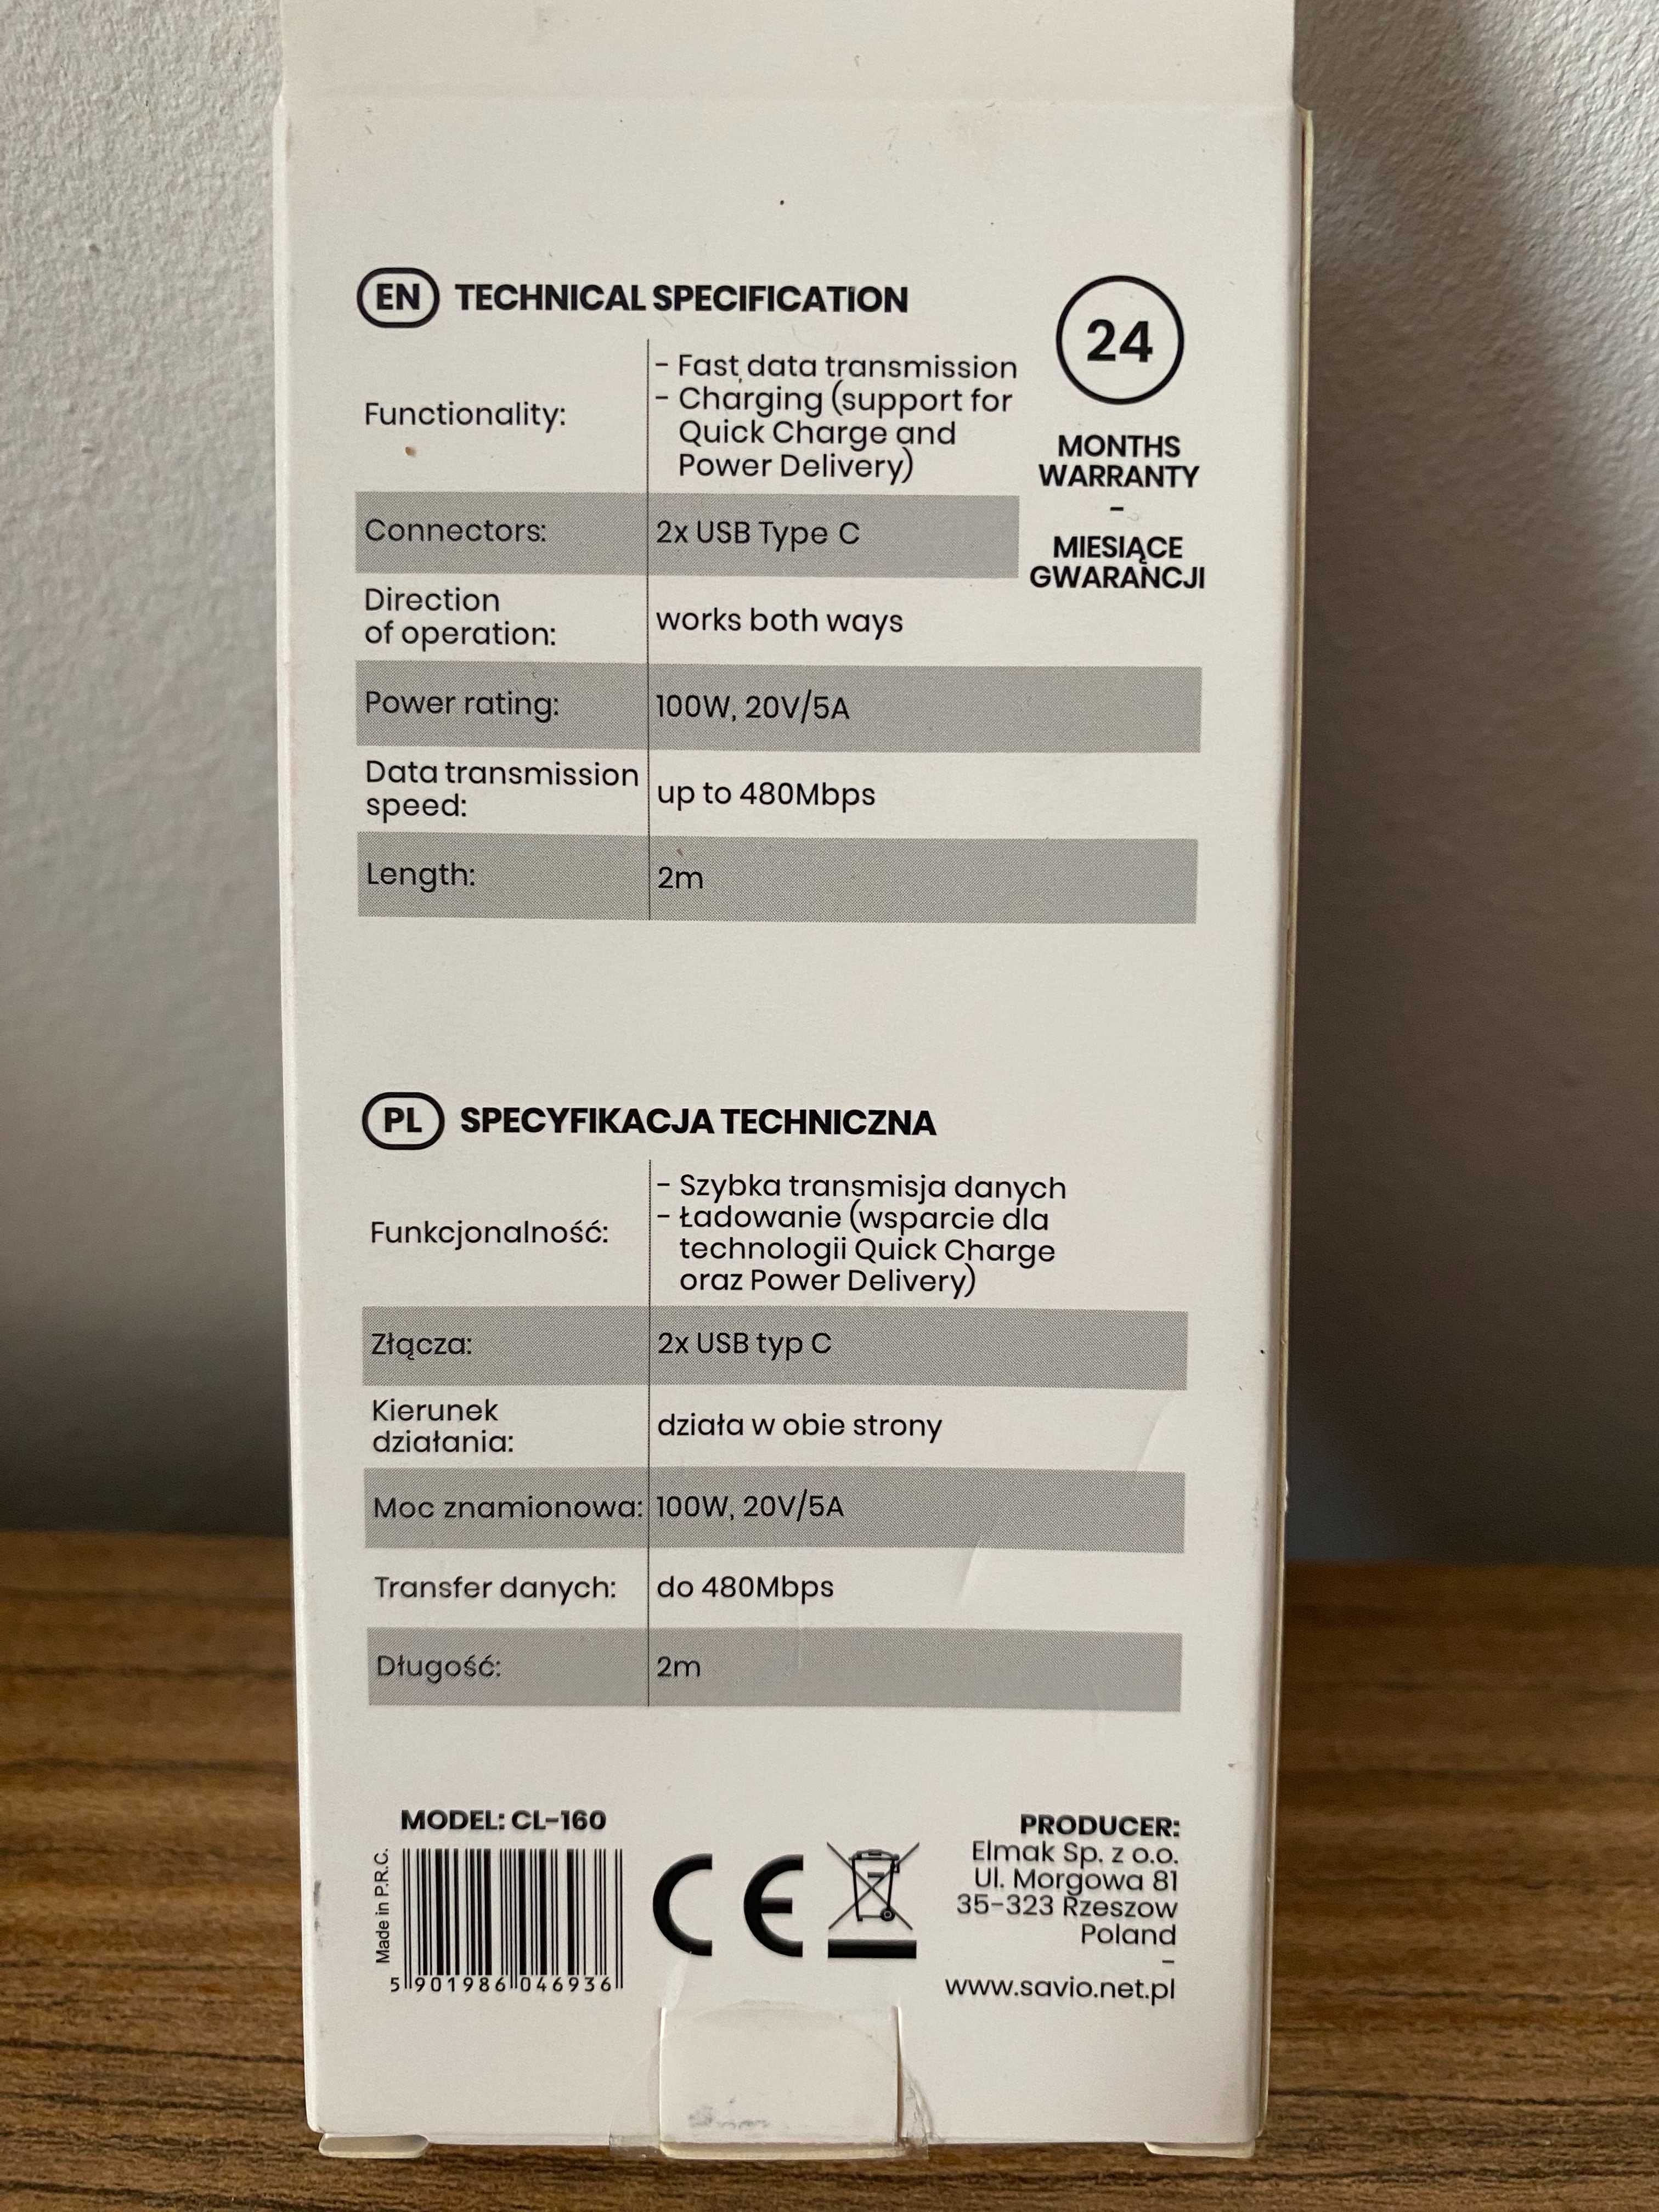 EN TECHNICAL SPECIFICATION
Functionality:
- Fast data transmission
- Charging (support for
Quick Charge and
Power Delivery)
Connectors: 2x USB Type C
Direction
of operation:
works both ways
Power rating: 100W, 20V/5A
Data transmission
speed:
up to 480Mbps
Length: 2m
24
MONTHS
WARRANTY
-
MIESIĄCE
GWARANCJI
PL SPECYFIKACJA TECHNICZNA
Funkcjonalność:
- Szybka transmisja danych
- Ładowanie (wsparcie dla
technologii Quick Charge
oraz Power Delivery)
Złącza: 2x USB typ C
Kierunek
działania:
działa w obie strony
Moc znamionowa: 100W, 20V/5A
Transfer danych: do 480Mbps
Długość: 2m
MODEL: CL-160
Made in P.R.C.
5 901986 046936
CE
PRODUCER:
Elmak Sp. z o.o.
Ul. Morgowa 81
35-323 Rzeszow
Poland
-
www.savio.net.pl